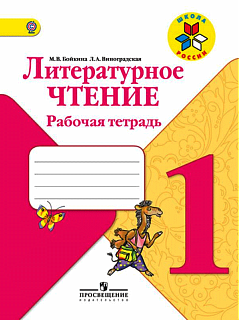 ШКОЛА
РОССИИ
М.В. Бойкина Л.А. Виноградская
Литературное
ЧТЕНИЕ
Рабочая тетрадь
1
ПРОСВЕЩЕНИЕ
ИЗДАТЕЛЬСТВО